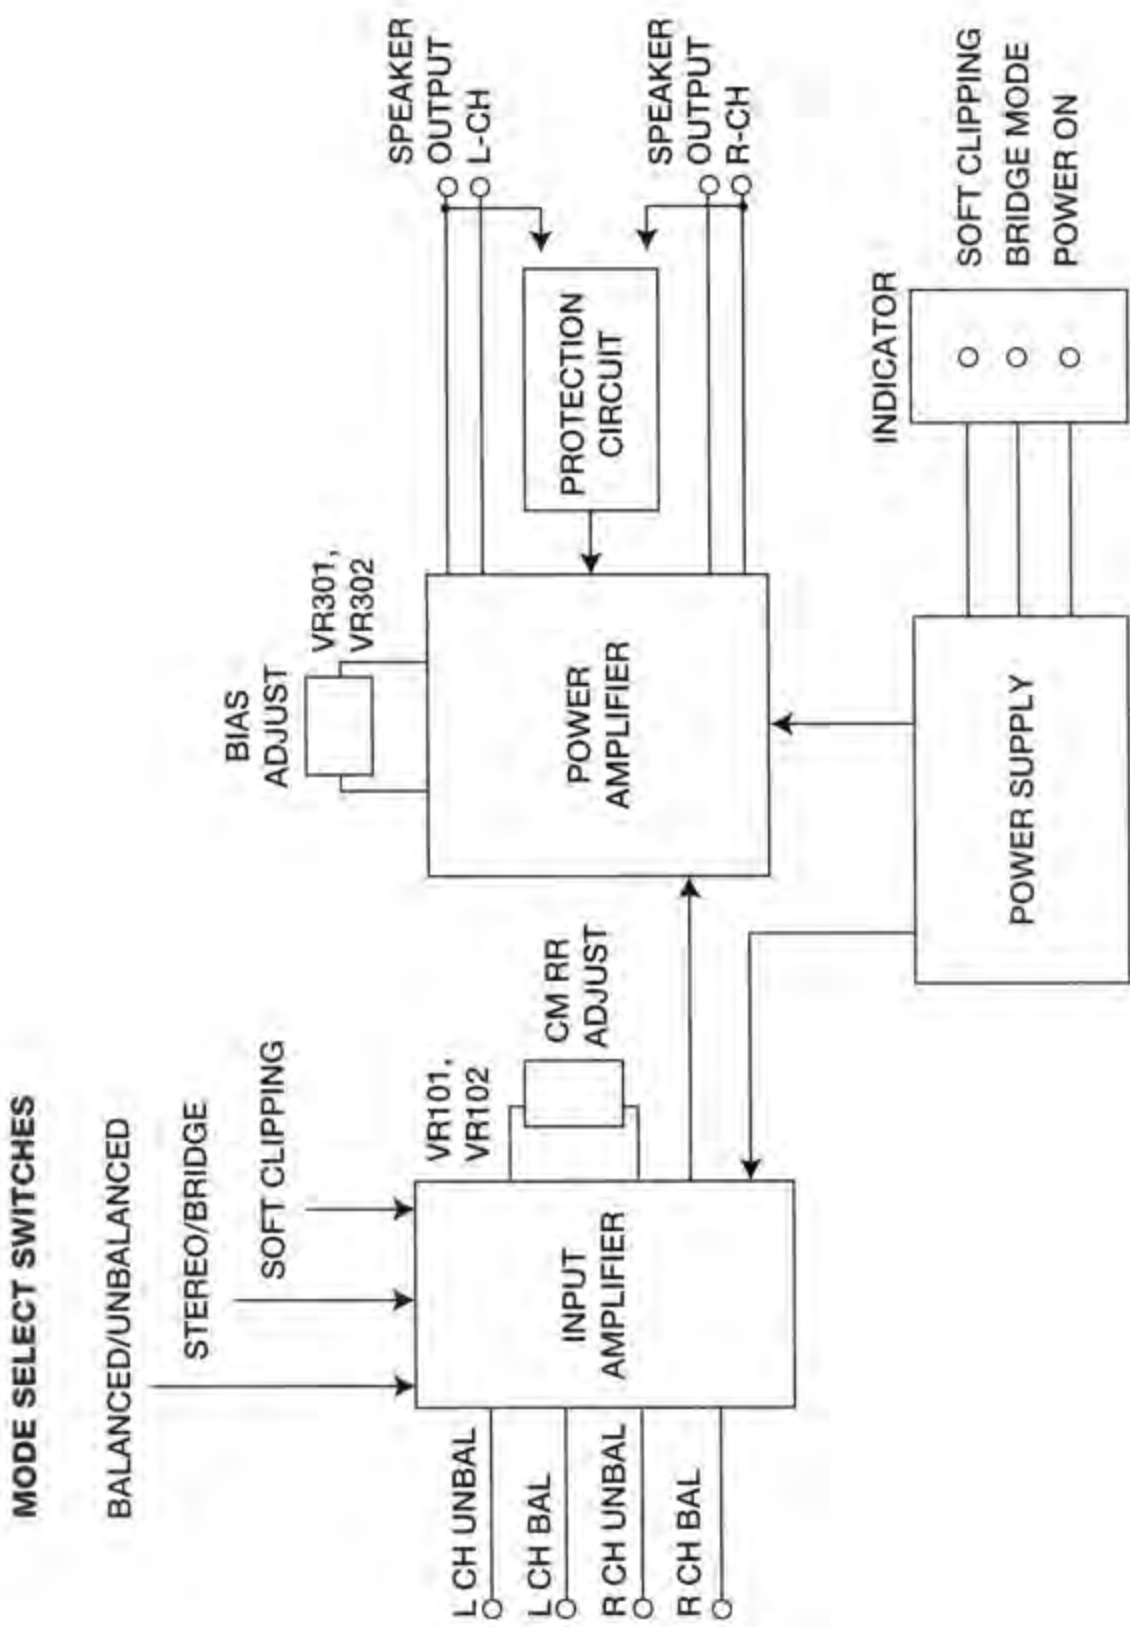 MODE SELECT SWITCHES
BALANCED/UNBALANCED
STEREO/BRIDGE
SOFT CLIPPING
L CH UNBAL
L CH BAL
R CH UNBAL
R CH BAL
INPUT
AMPLIFIER
VR101,
VR102
CM RR
ADJUST
BIAS
ADJUST
VR301,
VR302
POWER
AMPLIFIER
PROTECTION
CIRCUIT
SPEAKER
OUTPUT
L-CH
SPEAKER
OUTPUT
R-CH
POWER SUPPLY
INDICATOR
SOFT CLIPPING
BRIDGE MODE
POWER ON